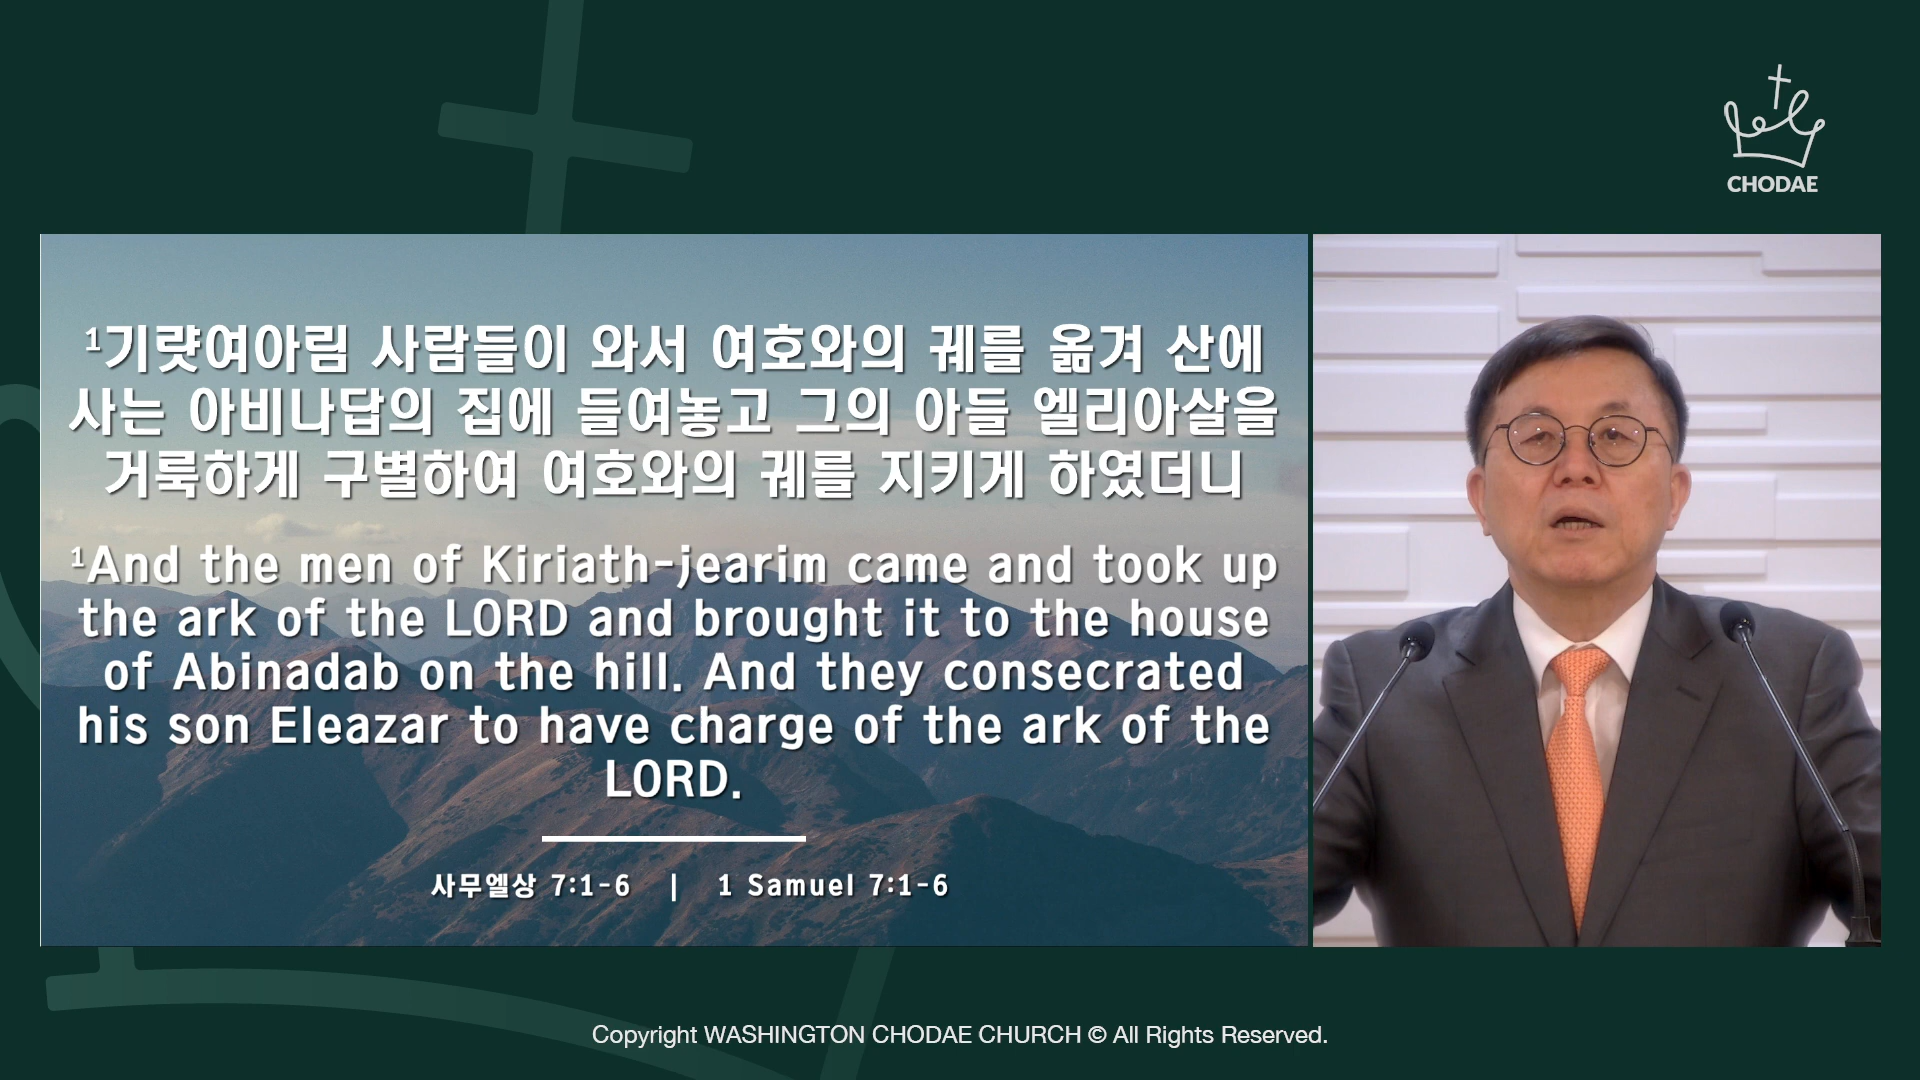 CHODAE
¹기럇여아림 사람들이 와서 여호와의 궤를 옮겨 산에
사는 아비나답의 집에 들여놓고 그의 아들 엘리아살을
거룩하게 구별하여 여호와의 궤를 지키게 하였더니
¹And the men of Kiriath-jearim came and took up
the ark of the LORD and brought it to the house
of Abinadab on the hill. And they consecrated
his son Eleazar to have charge of the ark of the
LORD.
사무엘상 7:1-6 | 1 Samuel 7:1-6
Copyright WASHINGTON CHODAE CHURCH © All Rights Reserved.